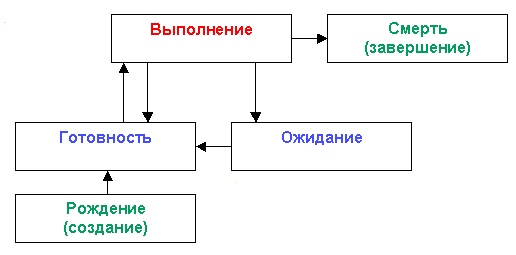 Выполнение
Смерть
(завершение)
Готовность
Ожидание
Рождение
(создание)